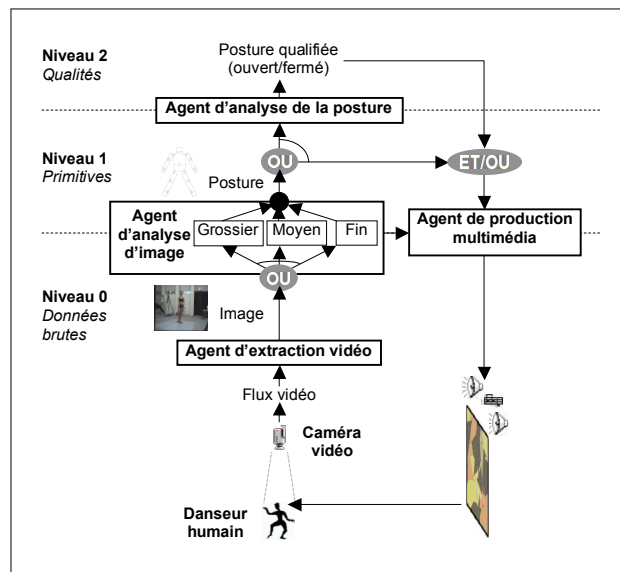 Niveau 2
Qualités
Posture qualifiée
(ouvert/fermé)
Agent d'analyse de la posture
Niveau 1
Primitives
OU
ET/OU
Posture
Agent
d'analyse
d'image
Grossier
Moyen
Fin
Agent de production
multimédia
OU
Niveau 0
Données
brutes
Image
Agent d'extraction vidéo
Flux vidéo
Caméra
vidéo
Danseur
humain